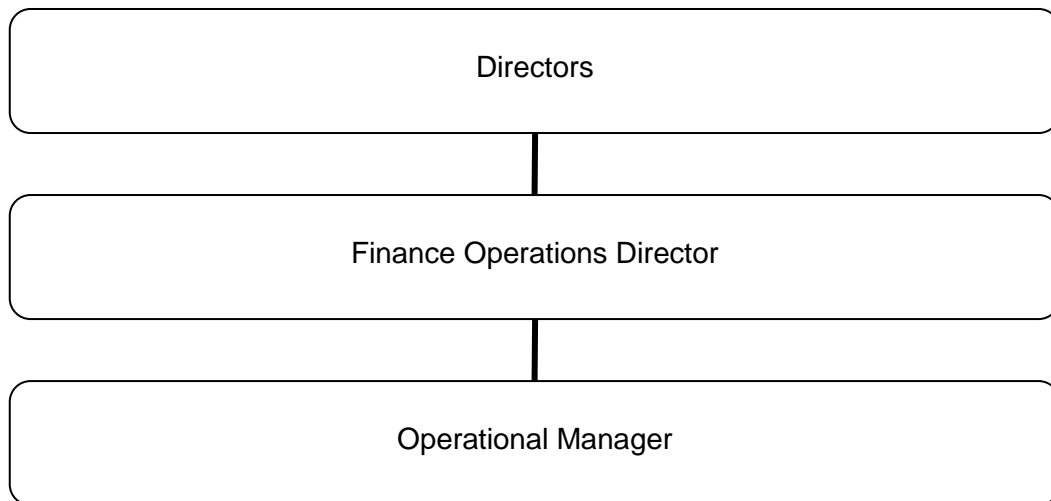 Directors
Finance Operations Director
Operational Manager